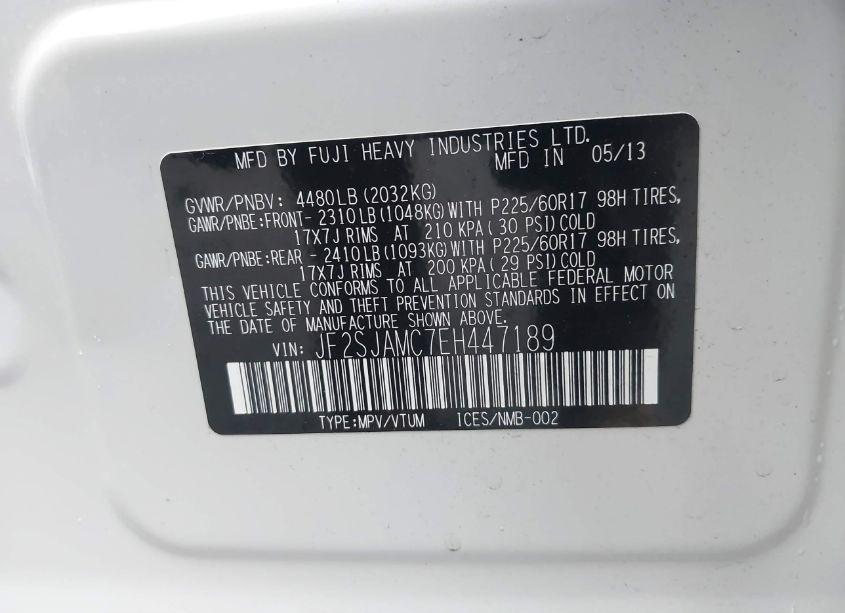 MFD BY FUJI HEAVY INDUSTRIES LTD.
MFD IN 05/13
GVWR/PNBV: 4480LB(2032KG)
GAWR/PNBE:FRONT- 2310LB(1048KG)WITH P225/60R17 98H TIRES,
17X7J RIMS AT 210 KPA( 30 PSI)COLD
GAWR/PNBE:REAR - 2410LB(1093KG)WITH P225/60R17 98H TIRES,
17X7J RIMS AT 200 KPA( 29 PSI)COLD
THIS VEHICLE CONFORMS TO ALL APPLICABLE FEDERAL MOTOR
VEHICLE SAFETY AND THEFT PREVENTION STANDARDS IN EFFECT ON
THE DATE OF MANUFACTURE SHOWN ABOVE.
VIN: JF2SJAMC7EH447189
TYPE:MPV/VTUM ICES/NMB-002